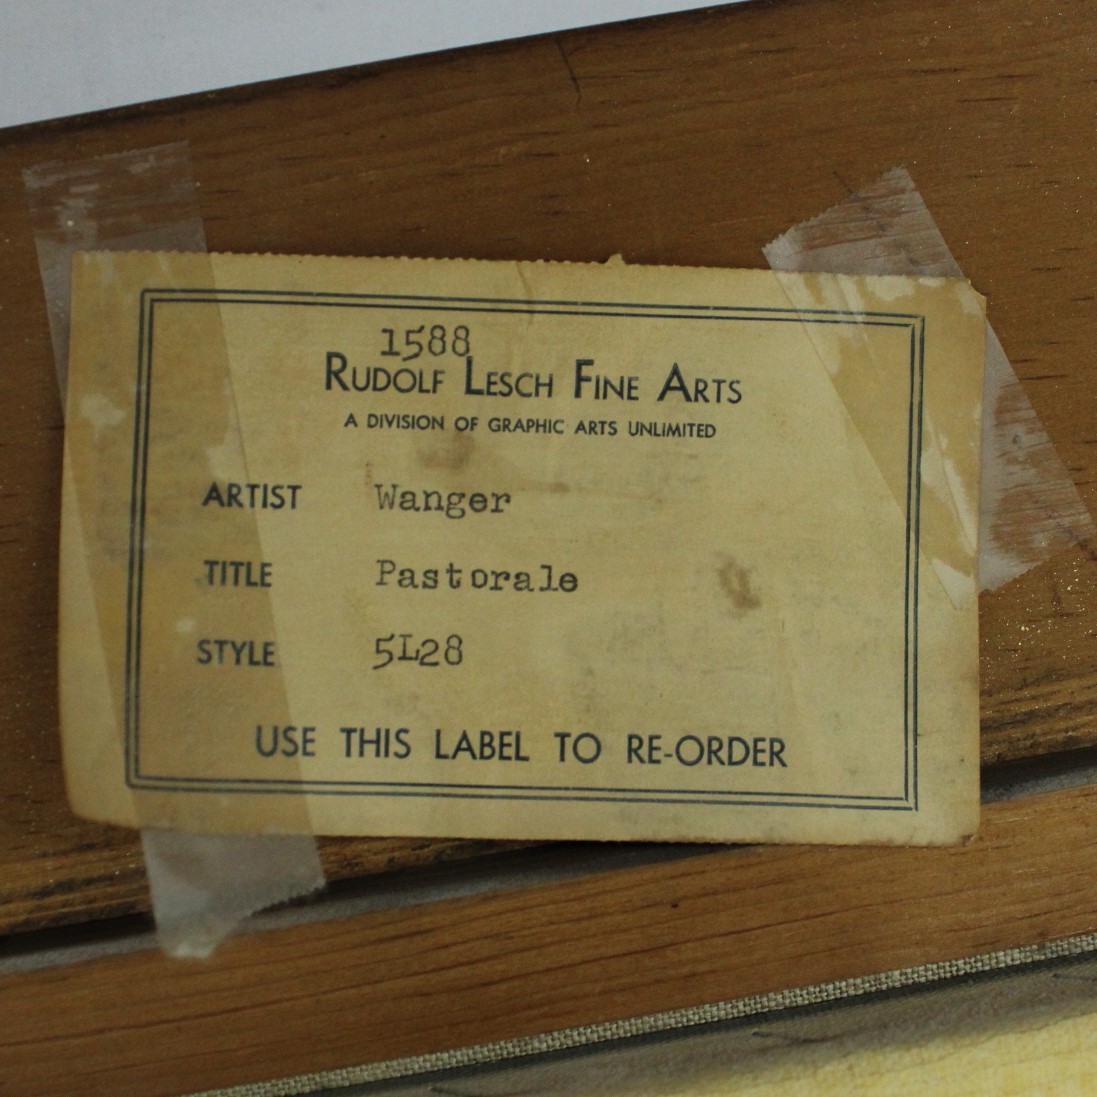 1588
RUDOLF LESCH FINE ARTS
A DIVISION OF GRAPHIC ARTS UNLIMITED
ARTIST Wanger
TITLE Pastorale
STYLE 5L28
USE THIS LABEL TO RE-ORDER